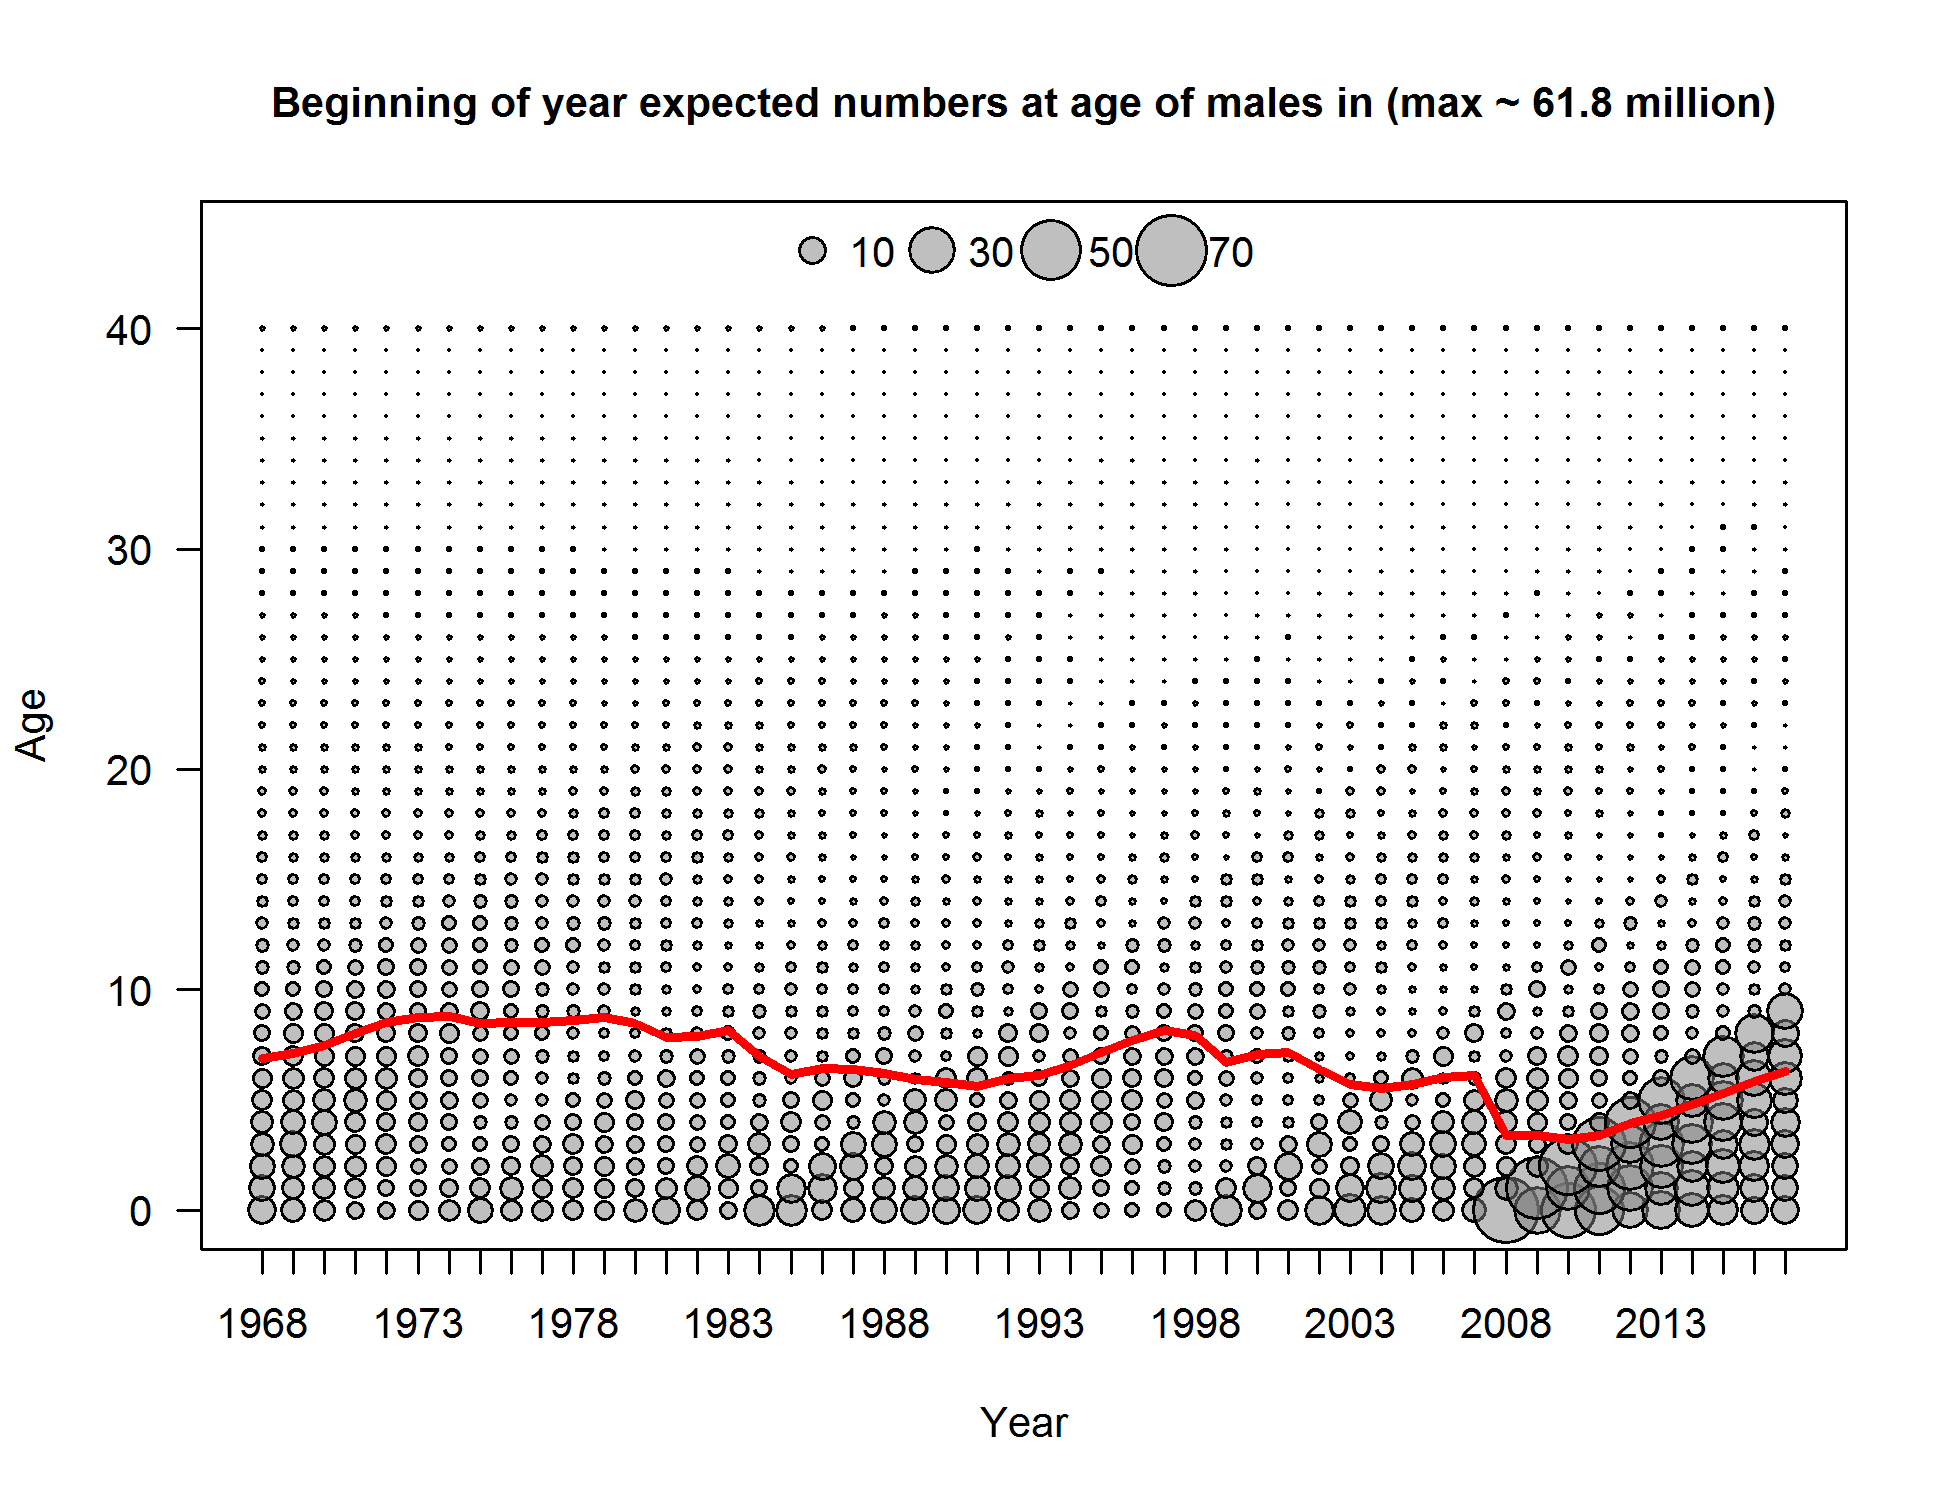 Beginning of year expected numbers at age of males in (max ~ 61.8 million)
10 30 50 70
40
30
20
10
0
Age
1968 1973 1978 1983 1988 1993 1998 2003 2008 2013
Year